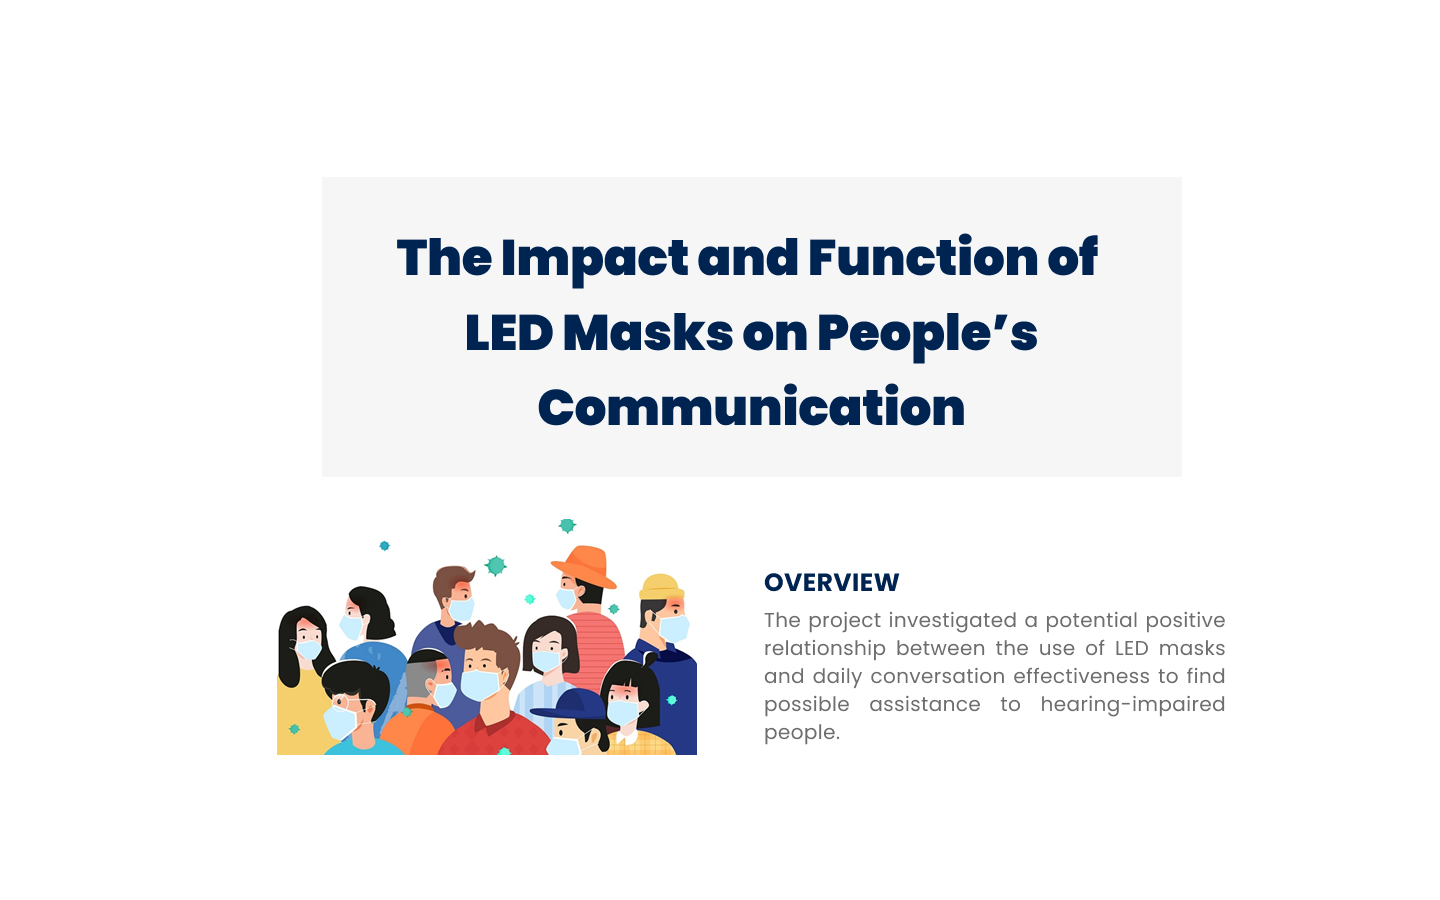 The Impact and Function of
LED Masks on People’s
Communication
OVERVIEW
The project investigated a potential positive
relationship between the use of LED masks
and daily conversation effectiveness to find
possible assistance to hearing-impaired
people.